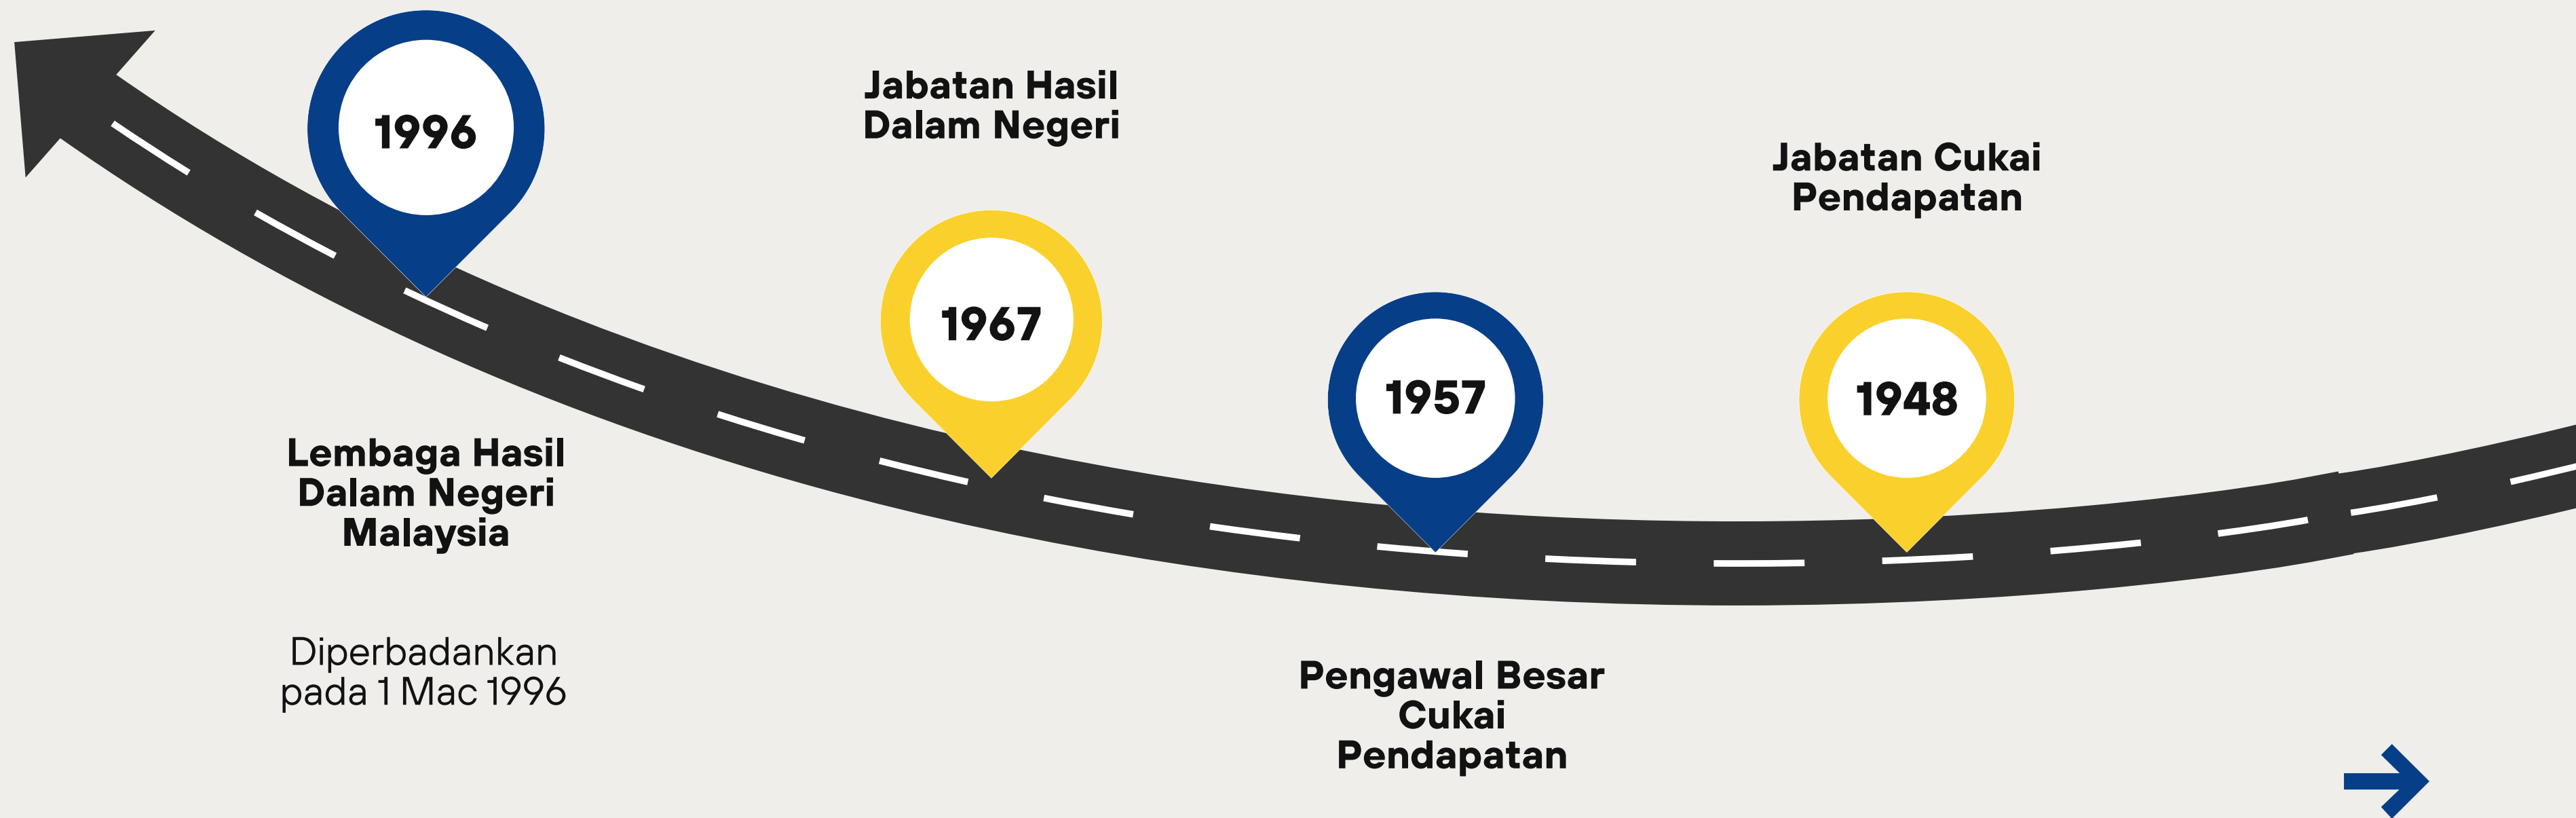 1996
Lembaga Hasil
Dalam Negeri
Malaysia
Diperbadankan
pada 1 Mac 1996
Jabatan Hasil
Dalam Negeri
1967
1957
Pengawal Besar
Cukai
Pendapatan
Jabatan Cukai
Pendapatan
1948